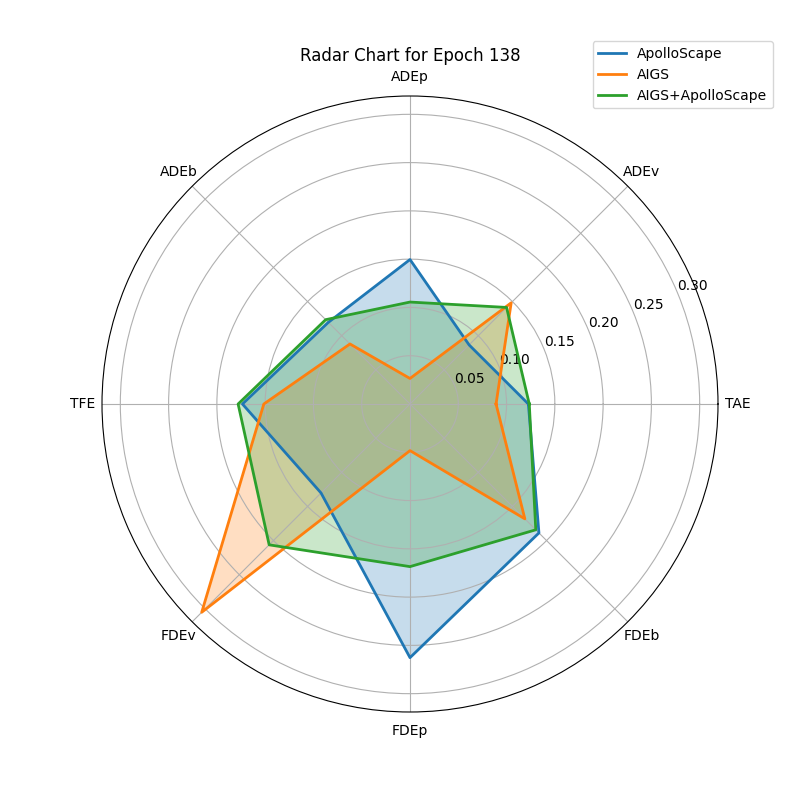 Radar Chart for Epoch 138
ApolloScape
AIGS
AIGS+ApolloScape
ADEp
ADEb
ADEv
0.30
0.25
0.20
0.15
0.10
0.05
TFE
TAE
FDEv
FDEb
FDEp